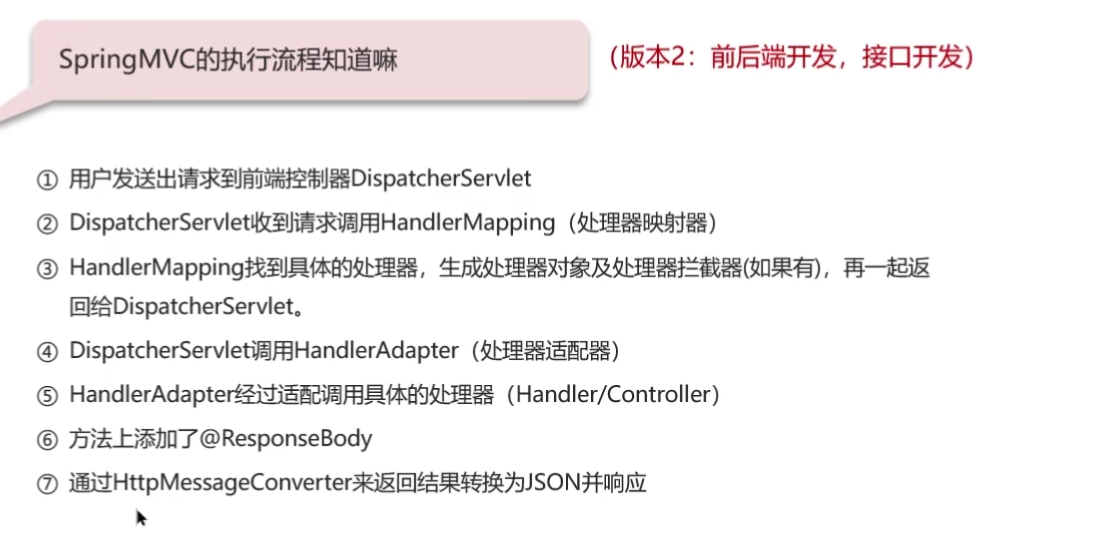 SpringMVC的执行流程知道嘛
（版本2：前后端开发，接口开发）
① 用户发送出请求到前端控制器DispatcherServlet
② DispatcherServlet收到请求调用HandlerMapping（处理器映射器）
③ HandlerMapping找到具体的处理器，生成处理器对象及处理器拦截器(如果有)，再一起返
回给DispatcherServlet。
④ DispatcherServlet调用HandlerAdapter（处理器适配器）
⑤ HandlerAdapter经过适配调用具体的处理器（Handler/Controller）
⑥ 方法上添加了@ResponseBody
⑦ 通过HttpMessageConverter来返回结果转换为JSON并响应